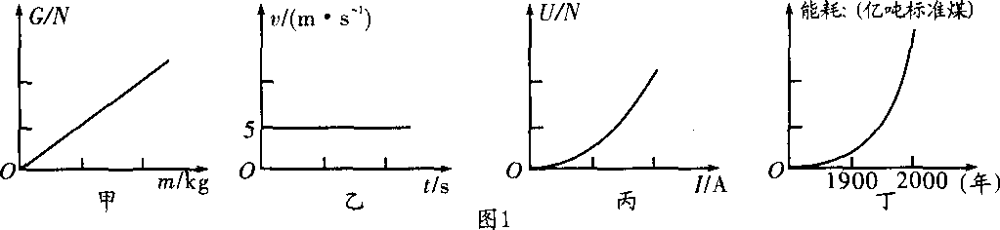 G/N
O
m/kg
甲
v/(m·s⁻¹)
5
O
t/s
乙
U/N
O
I/A
丙
能耗:(亿吨标准煤)
O
1900 2000 (年)
丁
图1